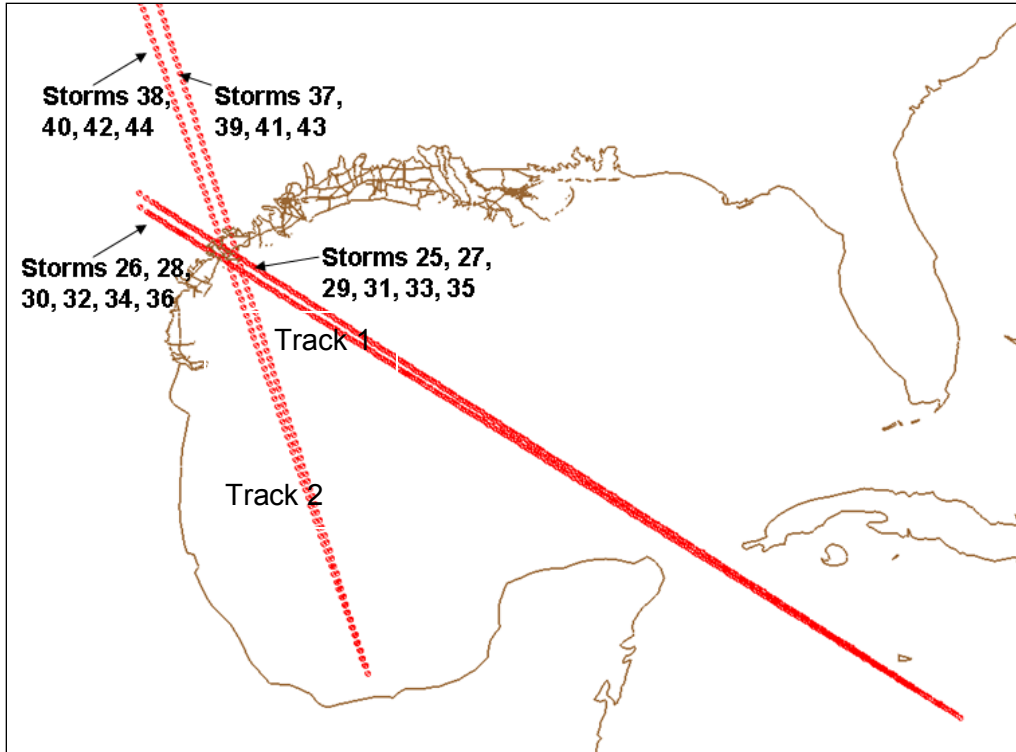 Storms 38,
40, 42, 44
Storms 37,
39, 41, 43
Storms 26, 28,
30, 32, 34, 36
Storms 25, 27,
29, 31, 33, 35
Track 1
Track 2